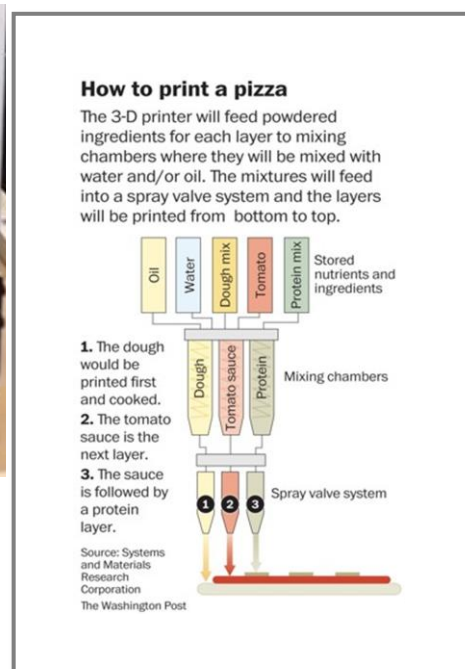 How to print a pizza
The 3-D printer will feed powdered
ingredients for each layer to mixing
chambers where they will be mixed with
water and/or oil. The mixtures will feed
into a spray valve system and the layers
will be printed from bottom to top.
Oil
Water
Dough mix
Tomato
Protein mix
Stored
nutrients and
ingredients
1. The dough
would be
printed first
and cooked.
2. The tomato
sauce is the
next layer.
3. The sauce
is followed by
a protein
layer.
Dough
Tomato sauce
Protein
Mixing chambers
1
2
3
Spray valve system
Source: Systems
and Materials
Research
Corporation
The Washington Post